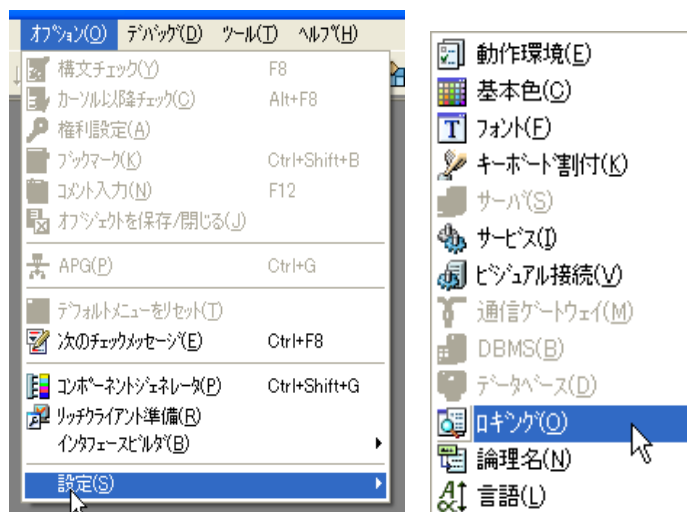 オプション(O) デバッグ(D) ツール(T) ヘルプ(H)
構文チェック(Y) F8
カーソル以降チェック(C) Alt+F8
権利設定(A)
ブックマーク(K) Ctrl+Shift+B
コメント入力(N) F12
オブジェクトを保存/閉じる(J)
APG(P) Ctrl+G
デフォルトメニューをリセット(T)
次のチェックメッセージ(E) Ctrl+F8
コンポーネントジェネレータ(P) Ctrl+Shift+G
リッチクライアント準備(R)
インタフェースビルダ(B)
設定(S)
動作環境(E)
基本色(C)
フォント(F)
キーボード割付(K)
サーバ(S)
サービス(I)
ビジュアル接続(V)
通信ゲートウェイ(M)
DBMS(B)
データベース(D)
ロギング(O)
論理名(N)
言語(L)